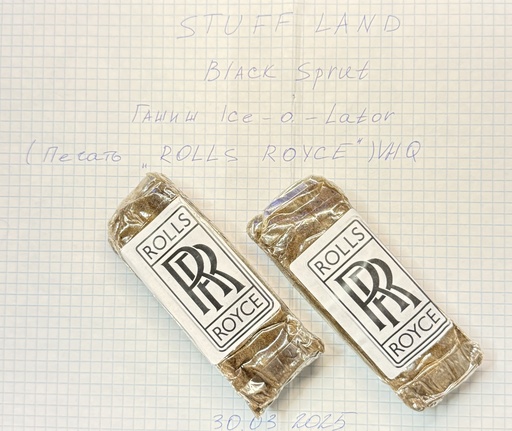 STUFF LAND
Black Sprut
Гашиш Ice-o-Lator
(Печать „ROLLS ROYCE") VHQ
ROLLS
RR
ROYCE
ROLLS
RR
ROYCE
30 03 2025